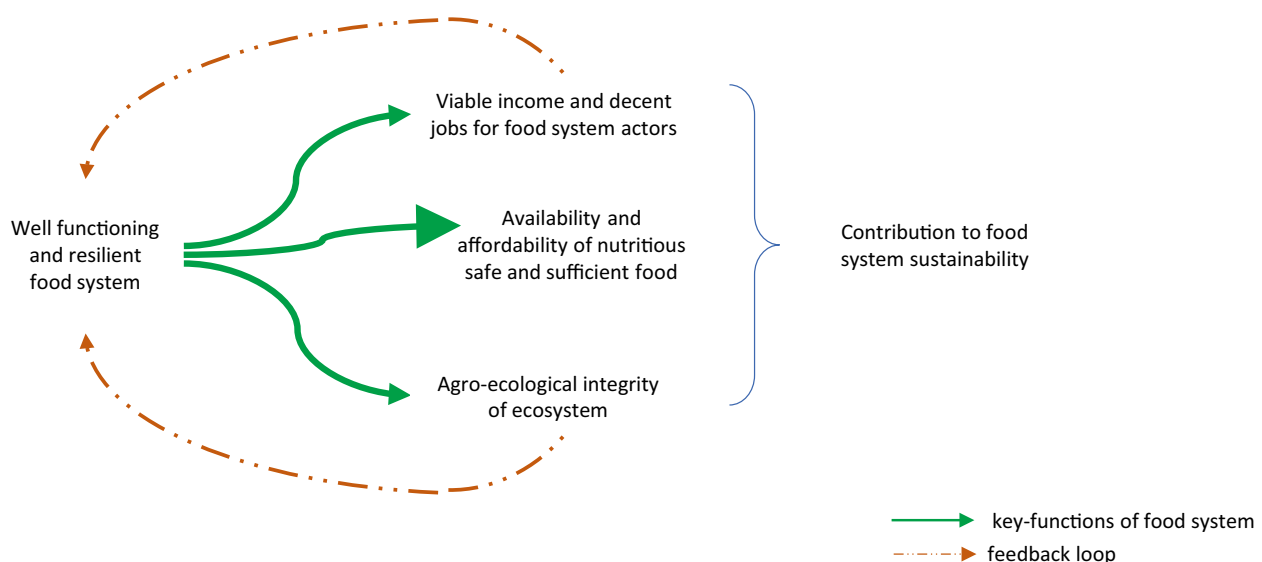 Viable income and decent
jobs for food system actors
Well functioning
and resilient
food system
Availability and
affordability of nutritious
safe and sufficient food
Contribution to food
system sustainability
Agro-ecological integrity
of ecosystem
key-functions of food system
feedback loop